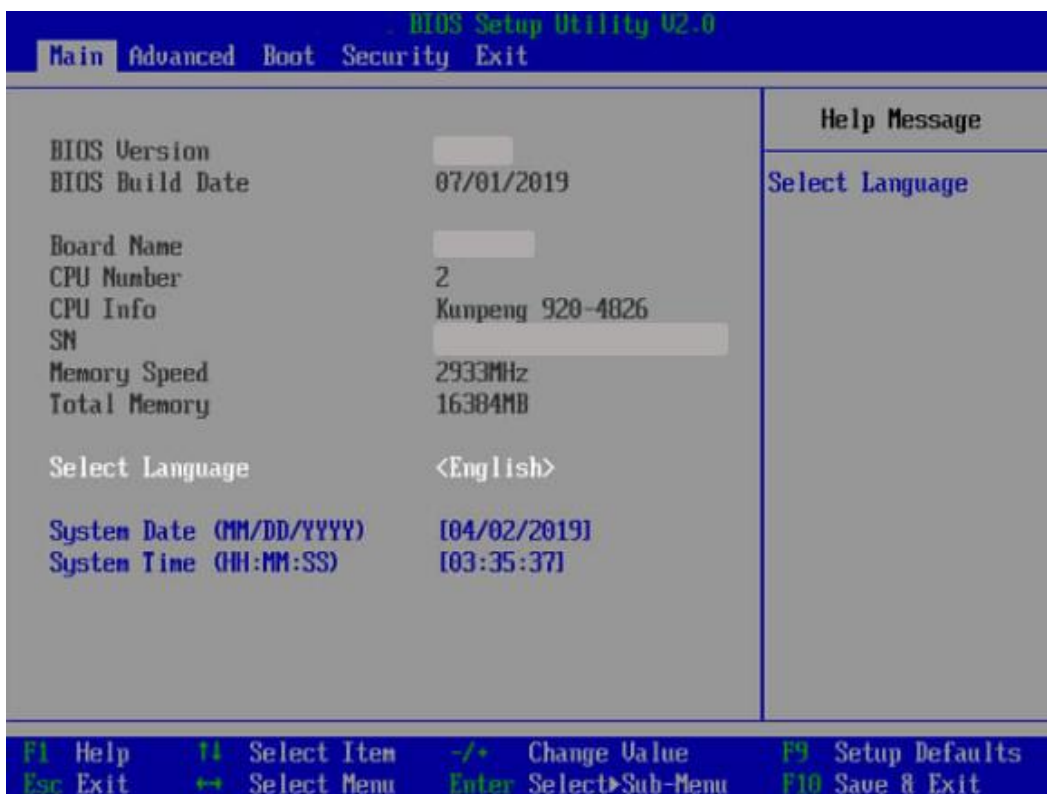 BIOS Setup Utility V2.0
Main Advanced Boot Security Exit
Help Message
Select Language
BIOS Version
BIOS Build Date 07/01/2019
Board Name
CPU Number 2
CPU Info Kunpeng 920-4826
SN
Memory Speed 2933MHz
Total Memory 16384MB
Select Language <English>
System Date (MM/DD/YYYY) [04/02/2019]
System Time (HH:MM:SS) [03:35:37]
F1 Help ↑↓ Select Item -/+ Change Value F9 Setup Defaults
Esc Exit ↔ Select Menu Enter Select▶Sub-Menu F10 Save & Exit